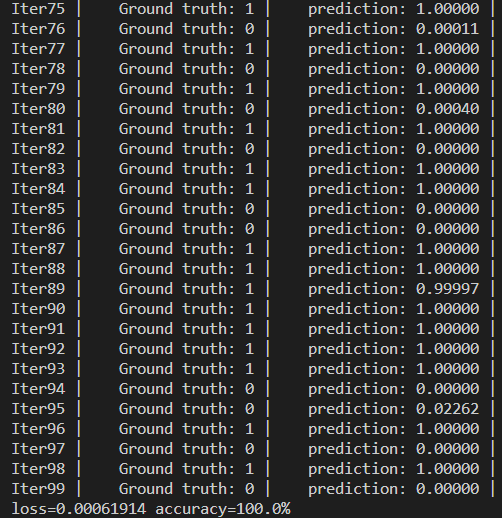 Iter75 |    Ground truth: 1 |    prediction: 1.00000 |
Iter76 |    Ground truth: 0 |    prediction: 0.00011 |
Iter77 |    Ground truth: 1 |    prediction: 1.00000 |
Iter78 |    Ground truth: 0 |    prediction: 0.00000 |
Iter79 |    Ground truth: 1 |    prediction: 1.00000 |
Iter80 |    Ground truth: 0 |    prediction: 0.00040 |
Iter81 |    Ground truth: 1 |    prediction: 1.00000 |
Iter82 |    Ground truth: 0 |    prediction: 0.00000 |
Iter83 |    Ground truth: 1 |    prediction: 1.00000 |
Iter84 |    Ground truth: 1 |    prediction: 1.00000 |
Iter85 |    Ground truth: 0 |    prediction: 0.00000 |
Iter86 |    Ground truth: 0 |    prediction: 0.00000 |
Iter87 |    Ground truth: 1 |    prediction: 1.00000 |
Iter88 |    Ground truth: 1 |    prediction: 1.00000 |
Iter89 |    Ground truth: 1 |    prediction: 0.99997 |
Iter90 |    Ground truth: 1 |    prediction: 1.00000 |
Iter91 |    Ground truth: 1 |    prediction: 1.00000 |
Iter92 |    Ground truth: 1 |    prediction: 1.00000 |
Iter93 |    Ground truth: 1 |    prediction: 1.00000 |
Iter94 |    Ground truth: 0 |    prediction: 0.00000 |
Iter95 |    Ground truth: 0 |    prediction: 0.02262 |
Iter96 |    Ground truth: 1 |    prediction: 1.00000 |
Iter97 |    Ground truth: 0 |    prediction: 0.00000 |
Iter98 |    Ground truth: 1 |    prediction: 1.00000 |
Iter99 |    Ground truth: 0 |    prediction: 0.00000 |
loss=0.00061914 accuracy=100.0%